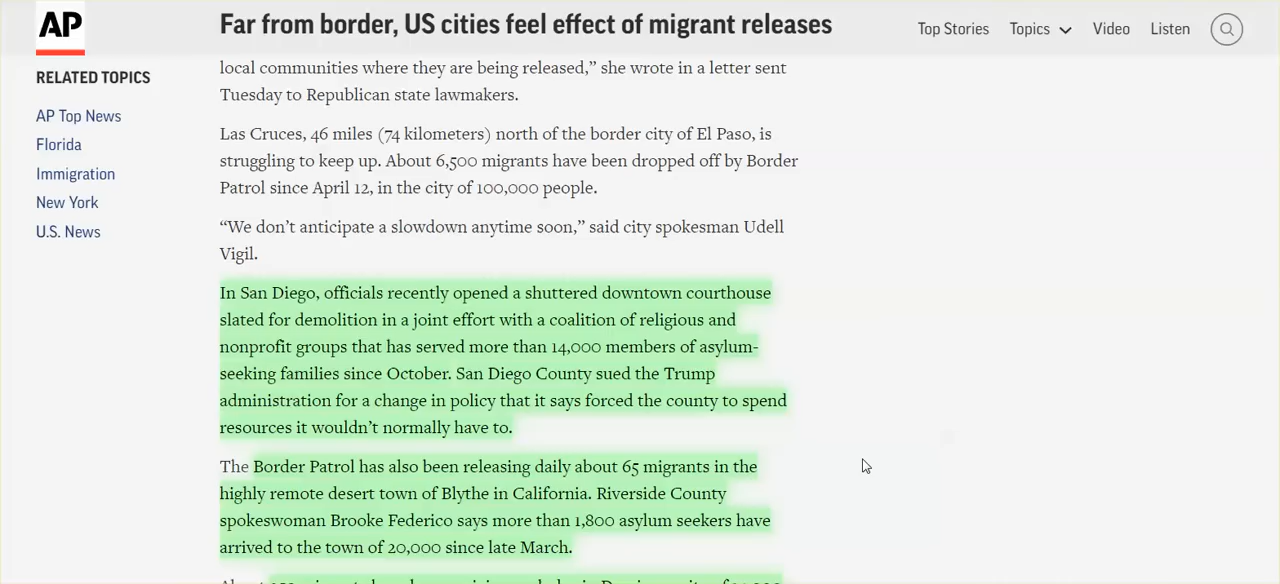 AP
Far from border, US cities feel effect of migrant releases
Top Stories
Topics
Video
Listen
RELATED TOPICS
AP Top News
Florida
Immigration
New York
U.S. News
local communities where they are being released,” she wrote in a letter sent
Tuesday to Republican state lawmakers.
Las Cruces, 46 miles (74 kilometers) north of the border city of El Paso, is
struggling to keep up. About 6,500 migrants have been dropped off by Border
Patrol since April 12, in the city of 100,000 people.
“We don’t anticipate a slowdown anytime soon,” said city spokesman Udell
Vigil.
In San Diego, officials recently opened a shuttered downtown courthouse
slated for demolition in a joint effort with a coalition of religious and
nonprofit groups that has served more than 14,000 members of asylum-
seeking families since October. San Diego County sued the Trump
administration for a change in policy that it says forced the county to spend
resources it wouldn’t normally have to.
The Border Patrol has also been releasing daily about 65 migrants in the
highly remote desert town of Blythe in California. Riverside County
spokeswoman Brooke Federico says more than 1,800 asylum seekers have
arrived to the town of 20,000 since late March.